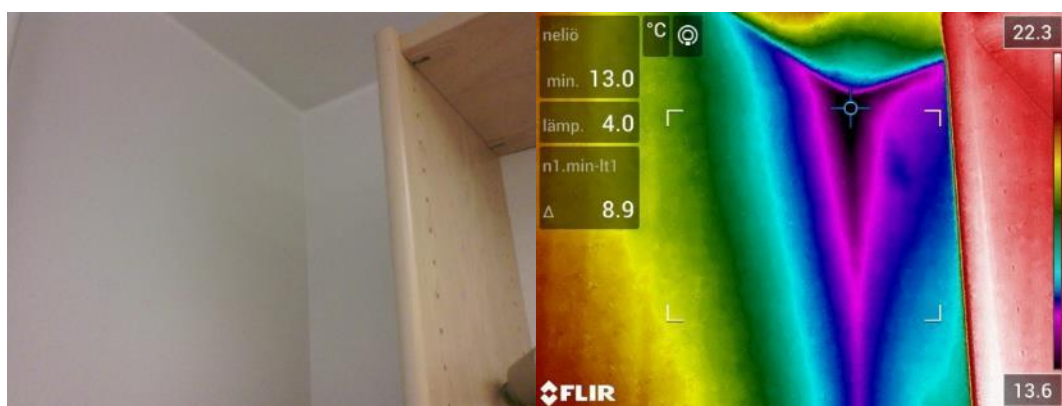 neliö
°C
22.3
min. 13.0
lämp. 4.0
n1.min-lt1
Δ 8.9
FLIR
13.6